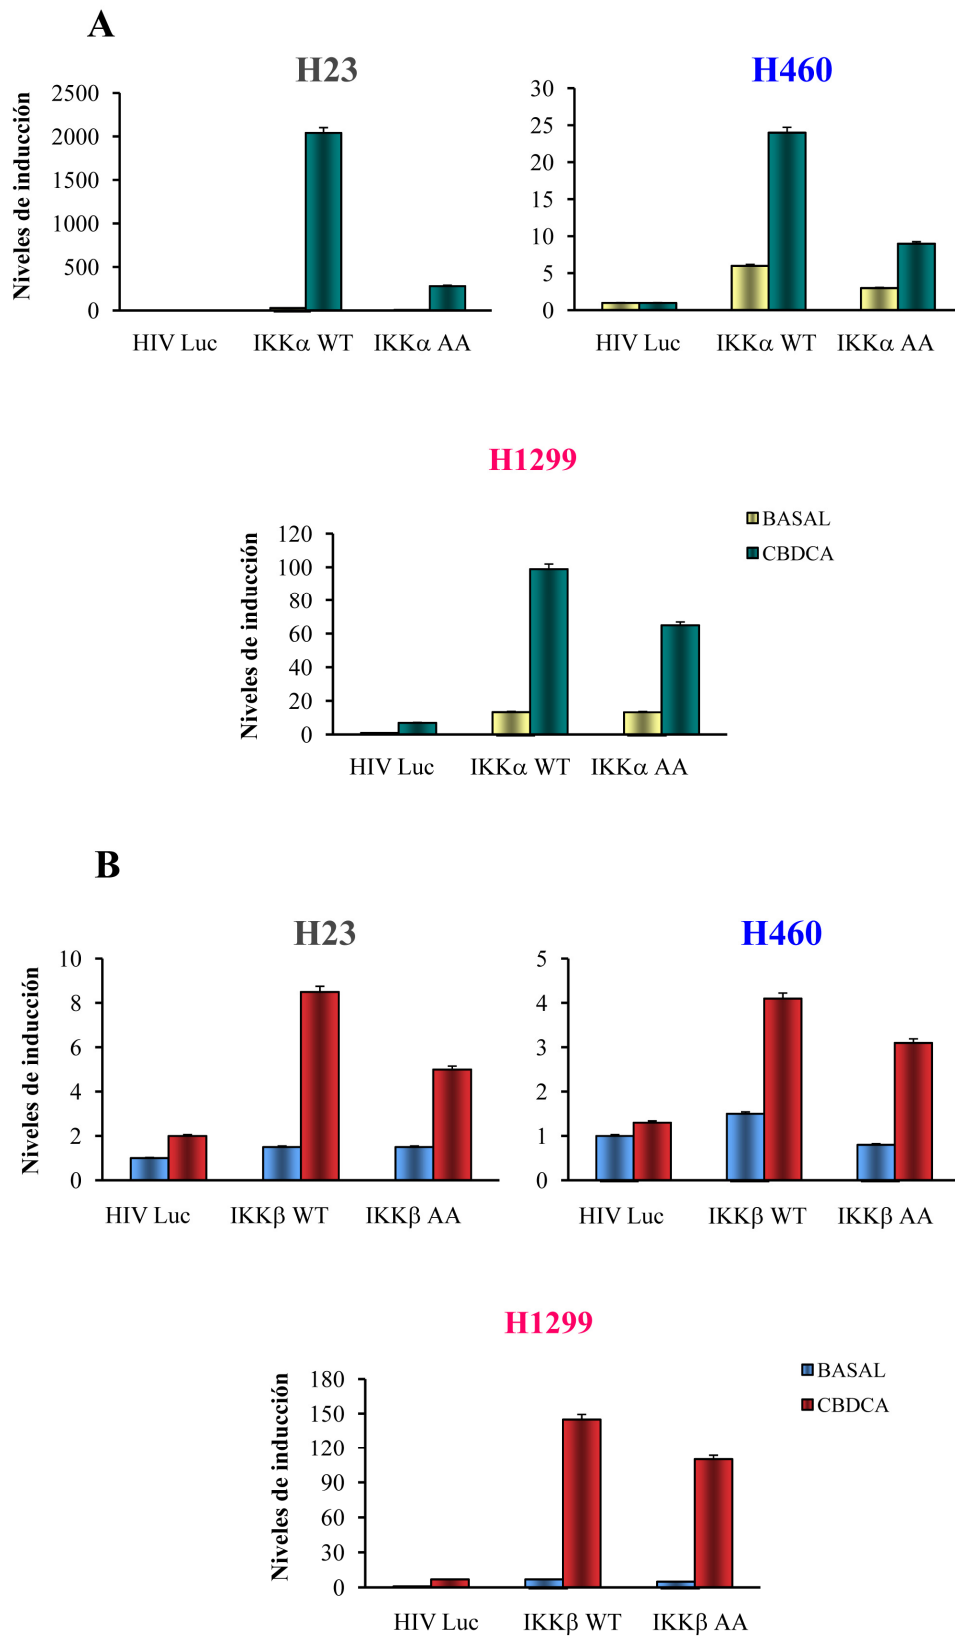 A
H23
H460
Niveles de inducción
2500
2000
1500
1000
500
0
HIV Luc IKKα WT IKKα AA
30
25
20
15
10
5
0
HIV Luc IKKα WT IKKα AA
H1299
Niveles de inducción
120
100
80
60
40
20
0
HIV Luc IKKα WT IKKα AA
BASAL
CBDCA
B
H23
H460
Niveles de inducción
10
8
6
4
2
0
HIV Luc IKKβ WT IKKβ AA
5
4
3
2
1
0
HIV Luc IKKβ WT IKKβ AA
H1299
Niveles de inducción
180
150
120
90
60
30
0
HIV Luc IKKβ WT IKKβ AA
BASAL
CBDCA